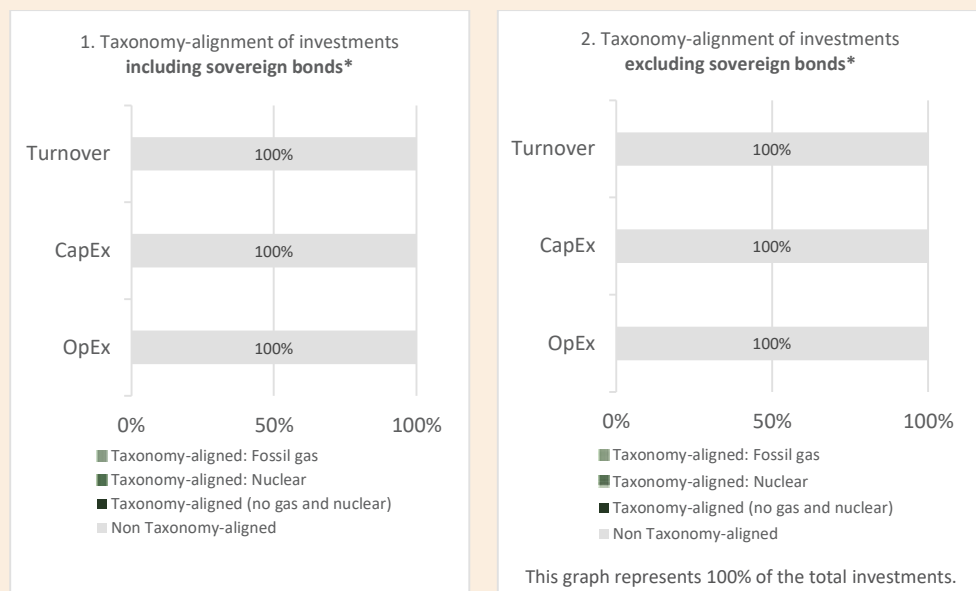 1. Taxonomy-alignment of investments
including sovereign bonds*
Turnover
100%
CapEx
100%
OpEx
100%
0%
50%
100%
Taxonomy-aligned: Fossil gas
Taxonomy-aligned: Nuclear
Taxonomy-aligned (no gas and nuclear)
Non Taxonomy-aligned
2. Taxonomy-alignment of investments
excluding sovereign bonds*
Turnover
100%
CapEx
100%
OpEx
100%
0%
50%
100%
Taxonomy-aligned: Fossil gas
Taxonomy-aligned: Nuclear
Taxonomy-aligned (no gas and nuclear)
Non Taxonomy-aligned
This graph represents 100% of the total investments.